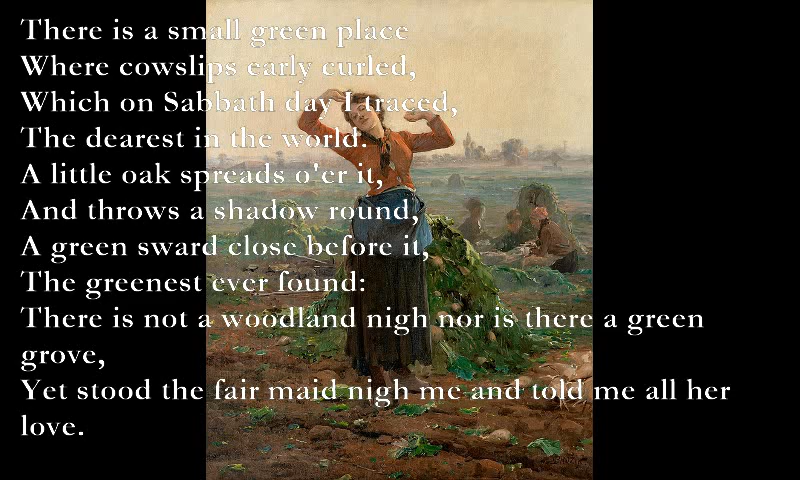 There is a small green place
Where cowslips early curled,
Which on Sabbath day I traced,
The dearest in the world.
A little oak spreads o'er it,
And throws a shadow round,
A green sward close before it,
The greenest ever found:
There is not a woodland nigh nor is there a green
grove,
Yet stood the fair maid nigh me and told me all her
love.